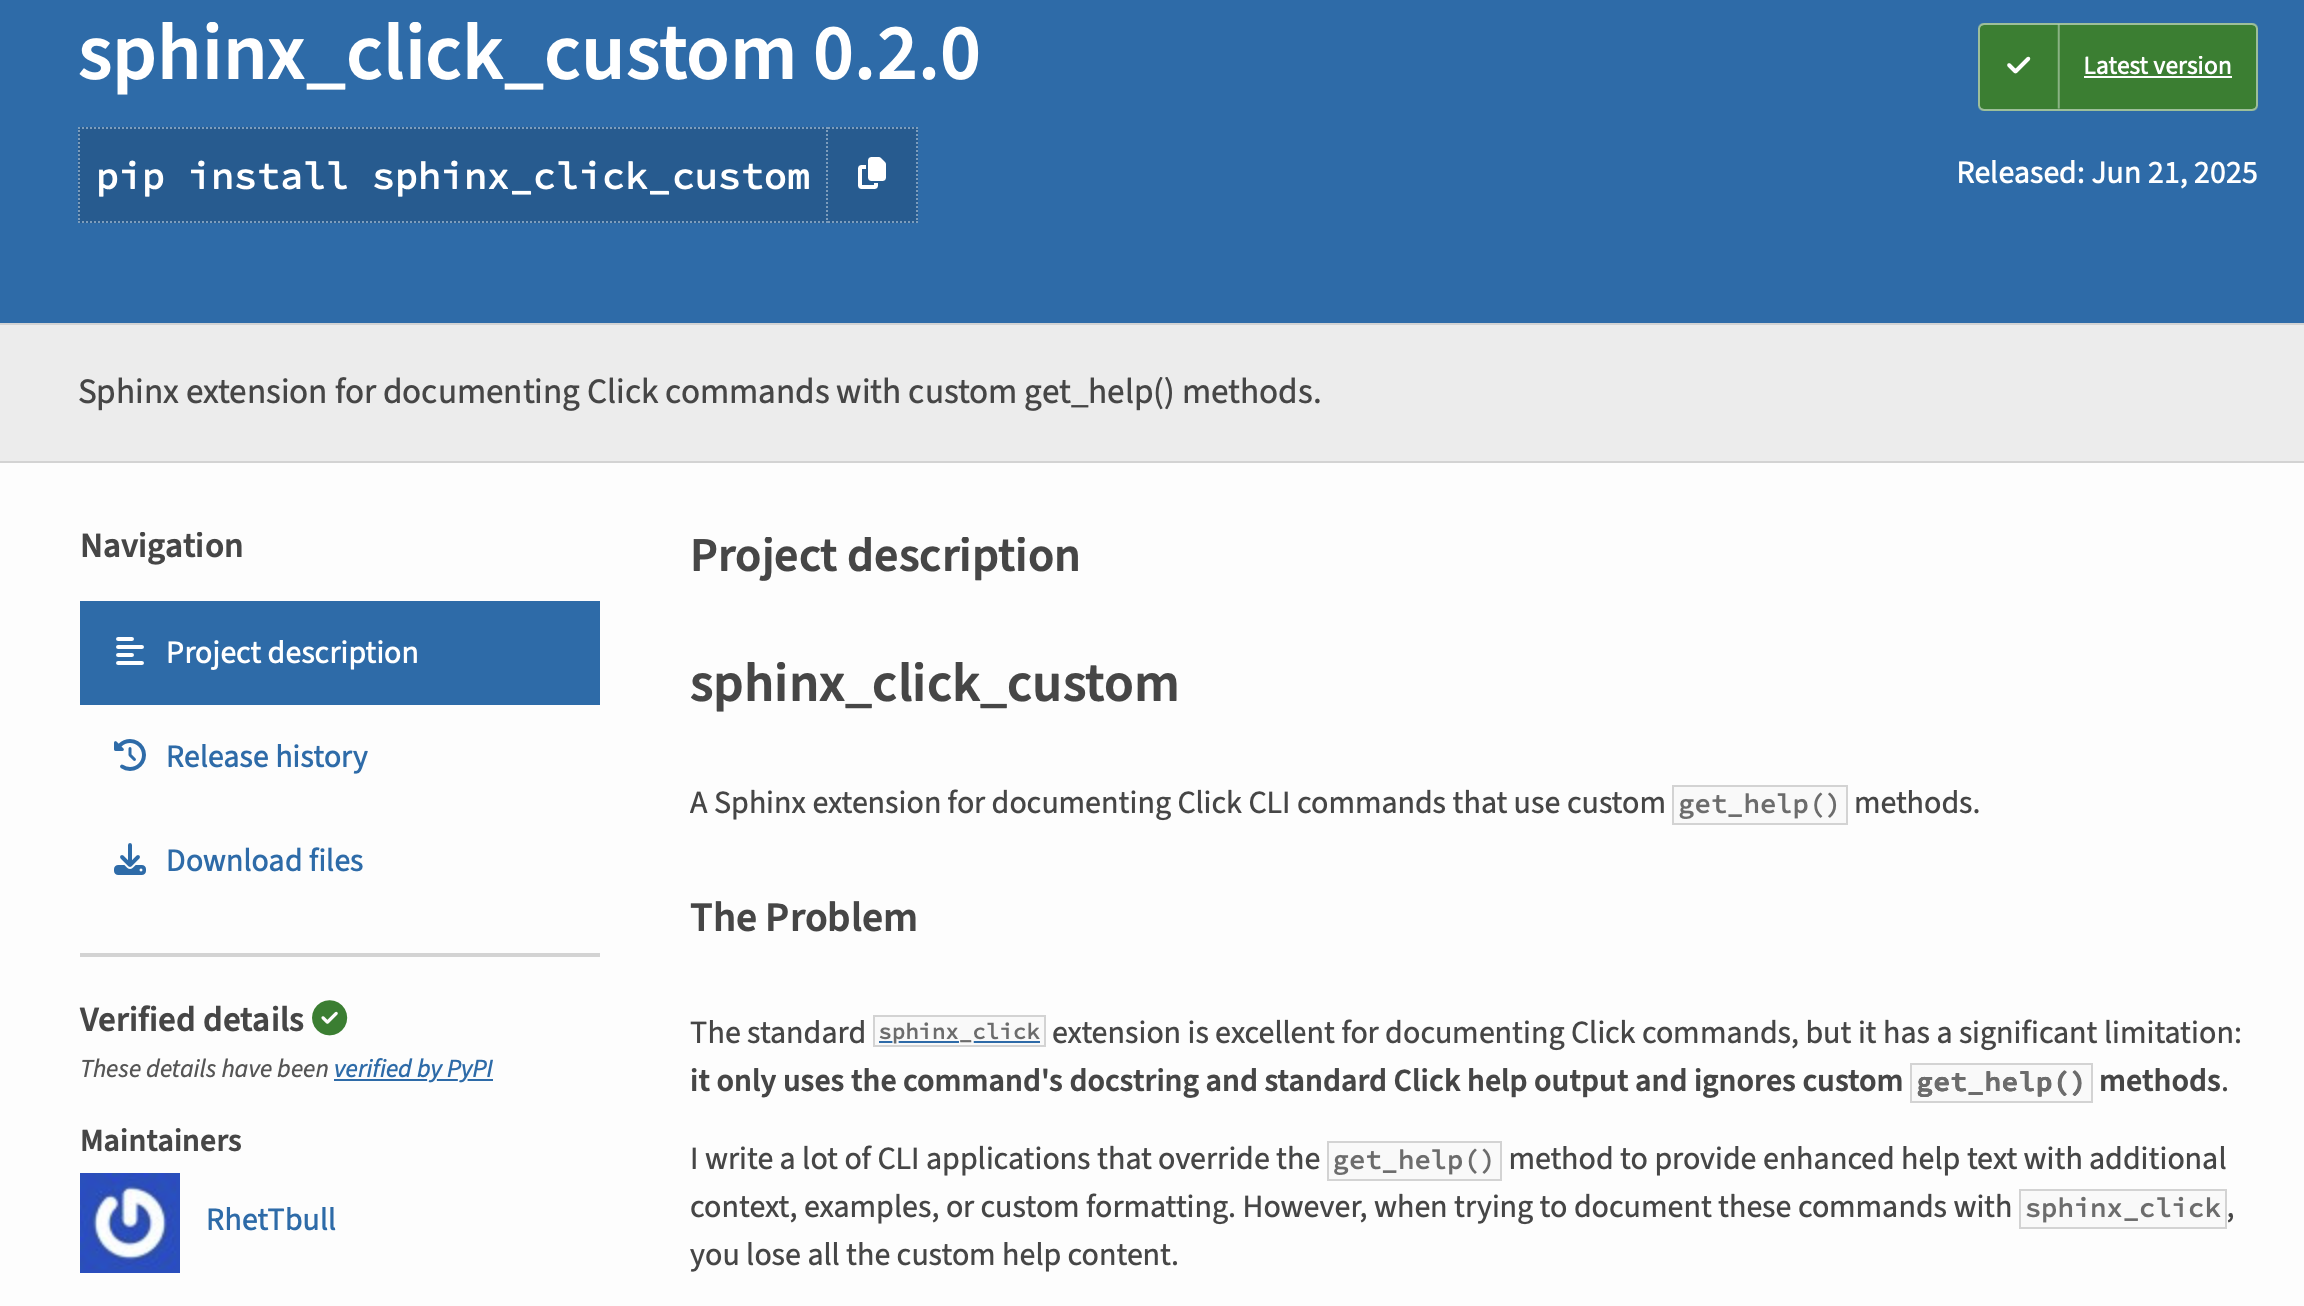 sphinx_click_custom 0.2.0
Latest version
pip install sphinx_click_custom
Released: Jun 21, 2025
Sphinx extension for documenting Click commands with custom get_help() methods.
Navigation
Project description
Release history
Download files
Verified details
These details have been verified by PyPI
Maintainers
RhetTbull
Project description
sphinx_click_custom
A Sphinx extension for documenting Click CLI commands that use custom get_help() methods.
The Problem
The standard sphinx_click extension is excellent for documenting Click commands, but it has a significant limitation:
it only uses the command's docstring and standard Click help output and ignores custom get_help() methods.
I write a lot of CLI applications that override the get_help() method to provide enhanced help text with additional
context, examples, or custom formatting. However, when trying to document these commands with sphinx_click,
you lose all the custom help content.